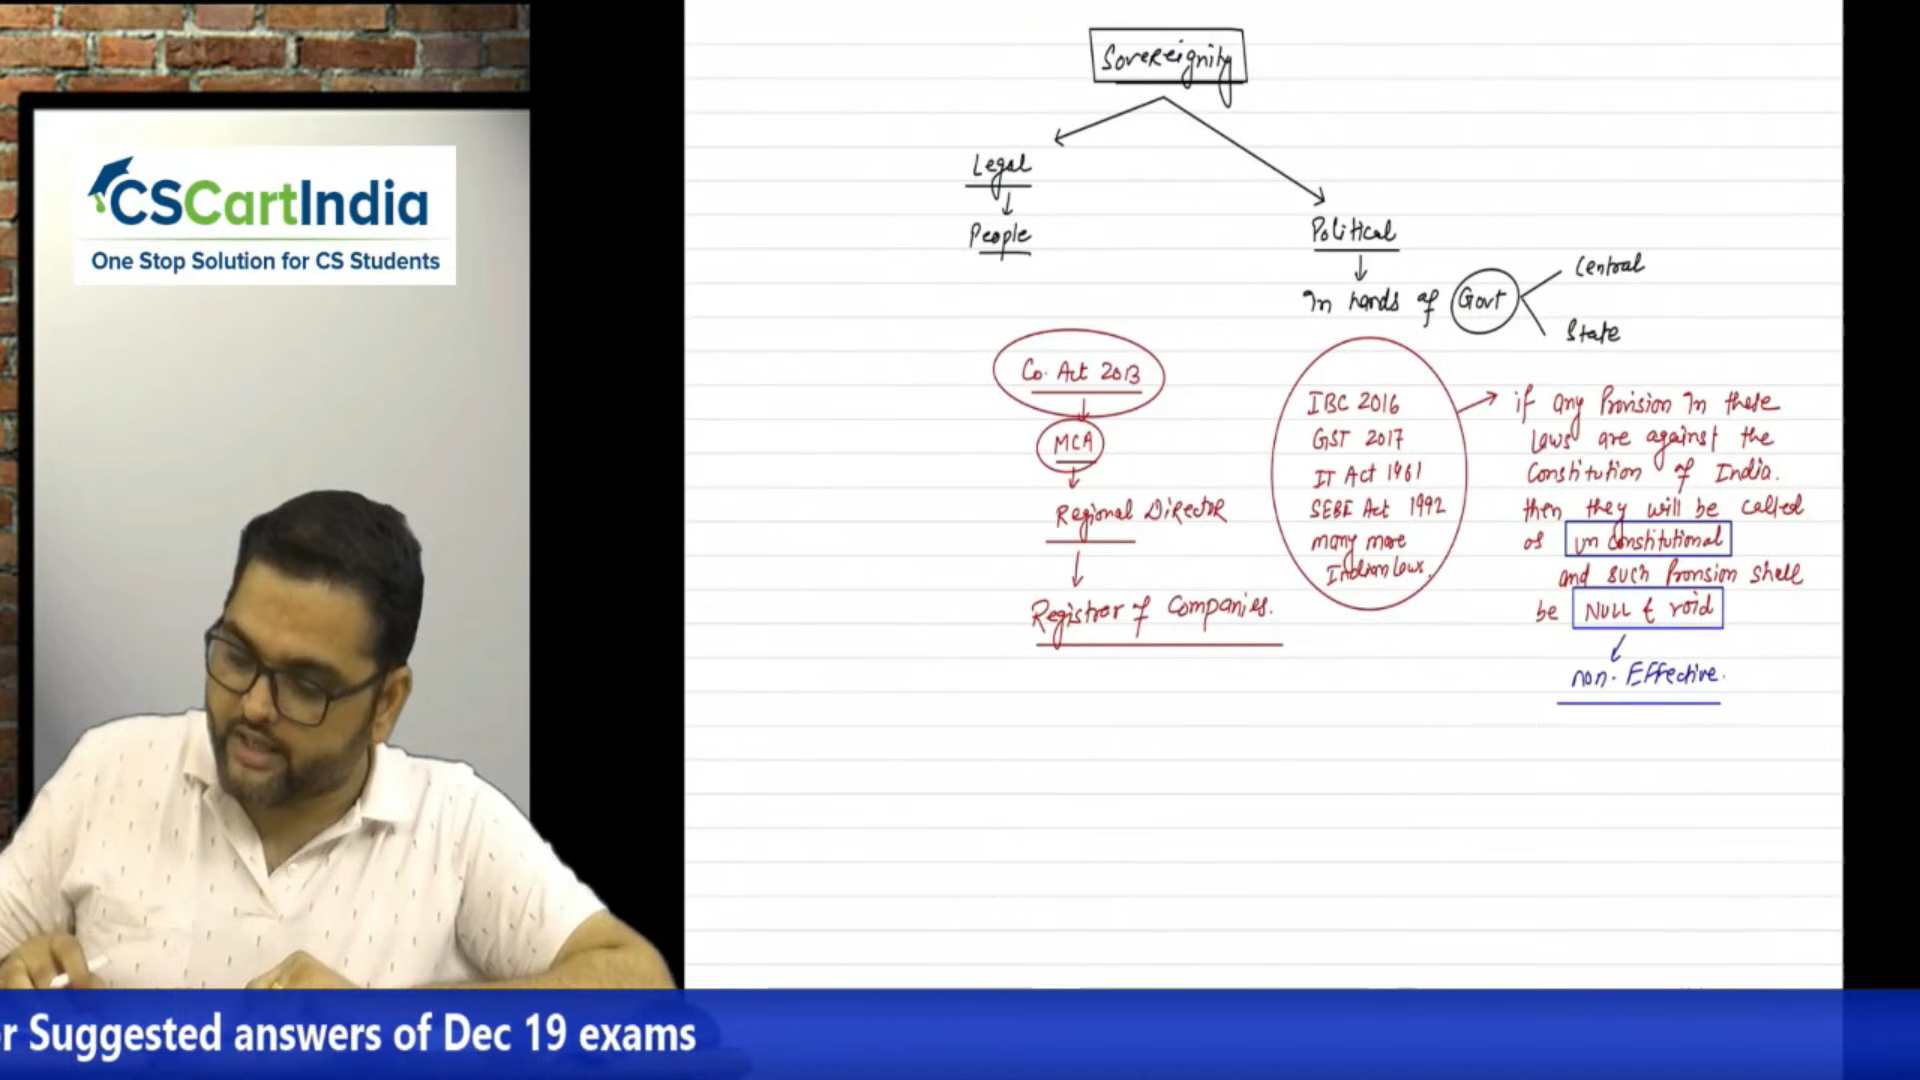 CSCartIndia
One Stop Solution for CS Students
Sovereignity
Legal
People
Political
In hands of Govt
Central
State
Co. Act 2013
MCA
Regional Director
Registrar of Companies.
IBC 2016
GST 2017
IT Act 1961
SEBI Act 1992
many more
Indian laws.
if any Provision in these
laws are against the
Constitution of India.
then they will be called
as unconstitutional
and such Provision shall
be NULL & void
non-Effective.
r Suggested answers of Dec 19 exams